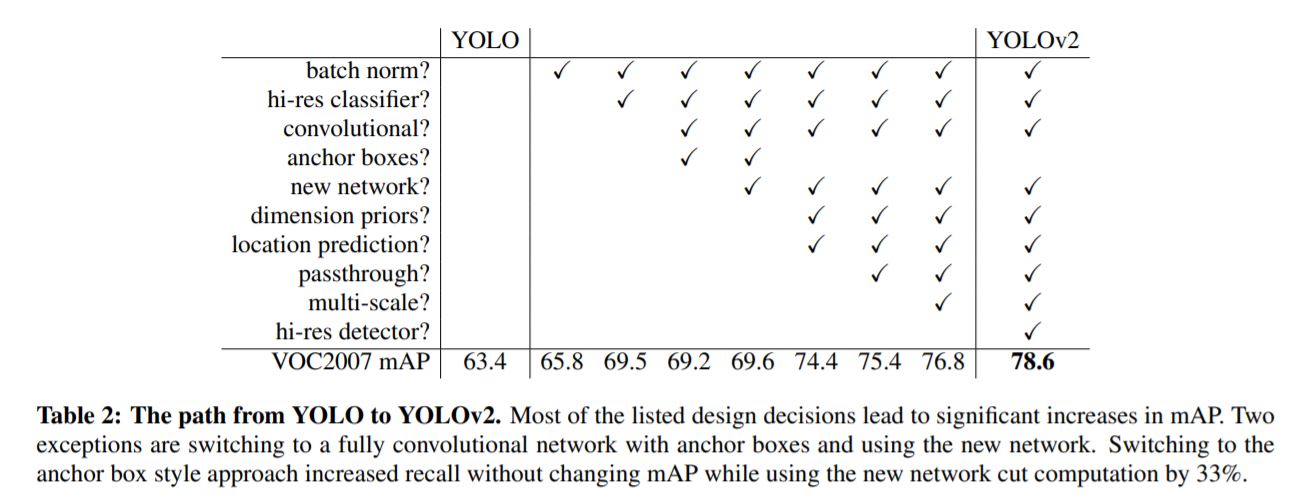 YOLO YOLOv2
batch norm? ✓ ✓ ✓ ✓ ✓ ✓ ✓ ✓
hi-res classifier? ✓ ✓ ✓ ✓ ✓ ✓ ✓
convolutional? ✓ ✓ ✓ ✓ ✓ ✓
anchor boxes? ✓ ✓
new network? ✓ ✓ ✓ ✓ ✓
dimension priors? ✓ ✓ ✓ ✓
location prediction? ✓ ✓ ✓ ✓
passthrough? ✓ ✓ ✓
multi-scale? ✓ ✓
hi-res detector? ✓
VOC2007 mAP 63.4 65.8 69.5 69.2 69.6 74.4 75.4 76.8 78.6
Table 2: The path from YOLO to YOLOv2. Most of the listed design decisions lead to significant increases in mAP. Two
exceptions are switching to a fully convolutional network with anchor boxes and using the new network. Switching to the
anchor box style approach increased recall without changing mAP while using the new network cut computation by 33%.